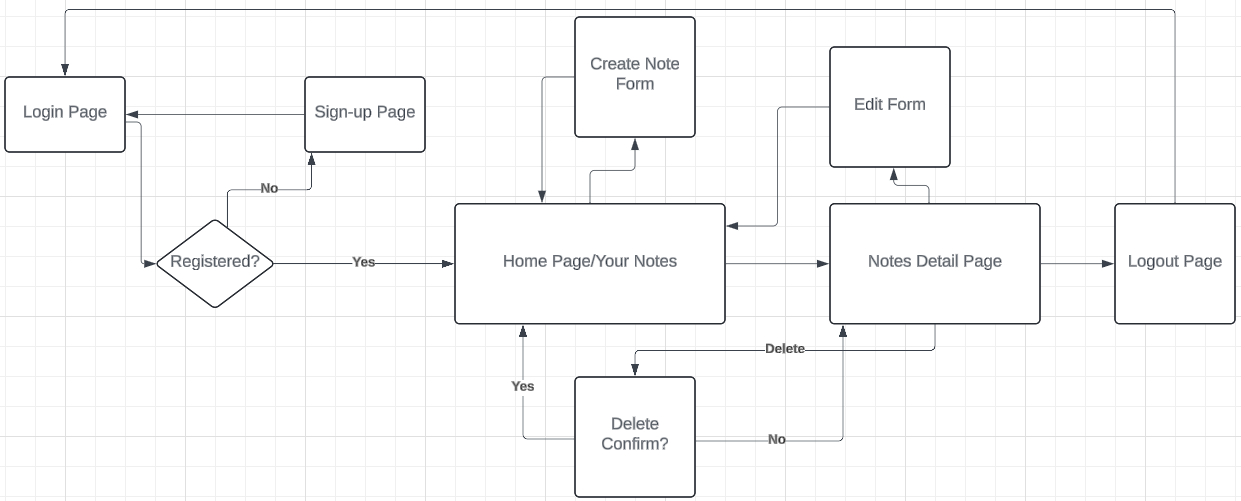 Create Note
Form
Edit Form
Login Page
Sign-up Page
No
Registered?
Yes
Home Page/Your Notes
Notes Detail Page
Logout Page
Delete
Yes
Delete
Confirm?
No